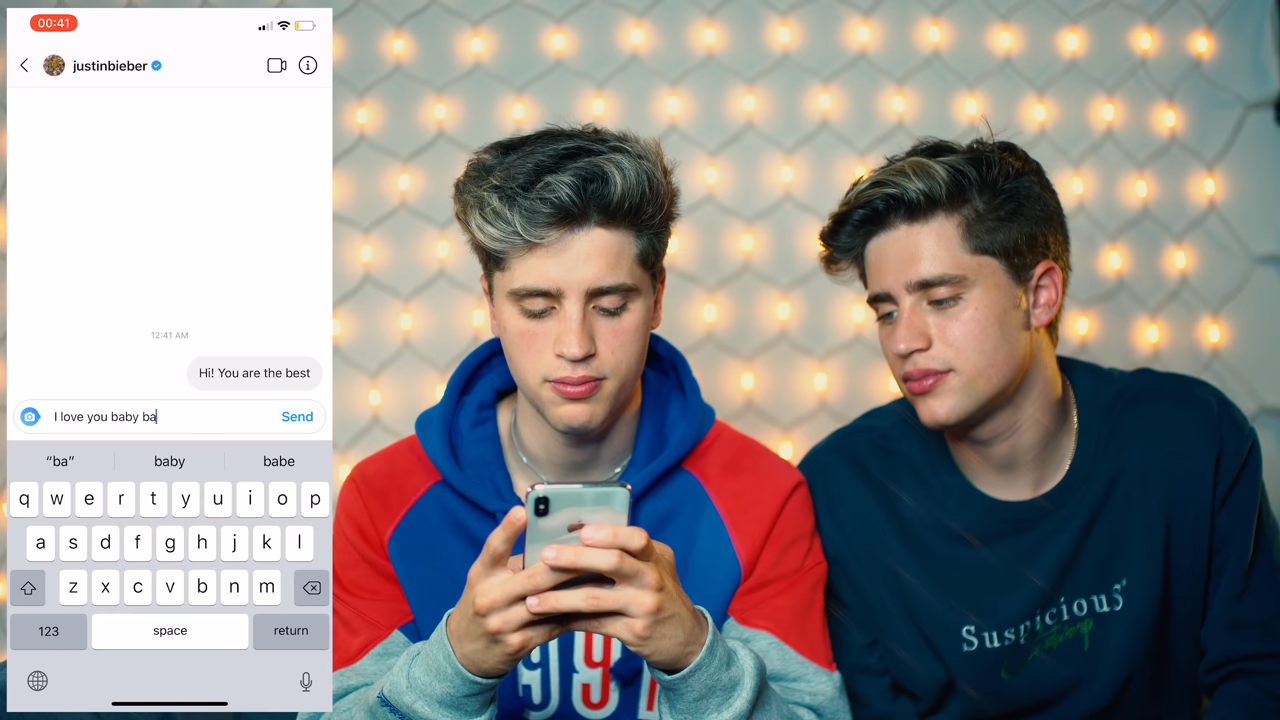 00:41
justinbieber
12:41 AM
Hi! You are the best
I love you baby ba
Send
“ba” baby babe
q w e r t y u i o p
a s d f g h j k l
z x c v b n m
123 space return
Suspicious